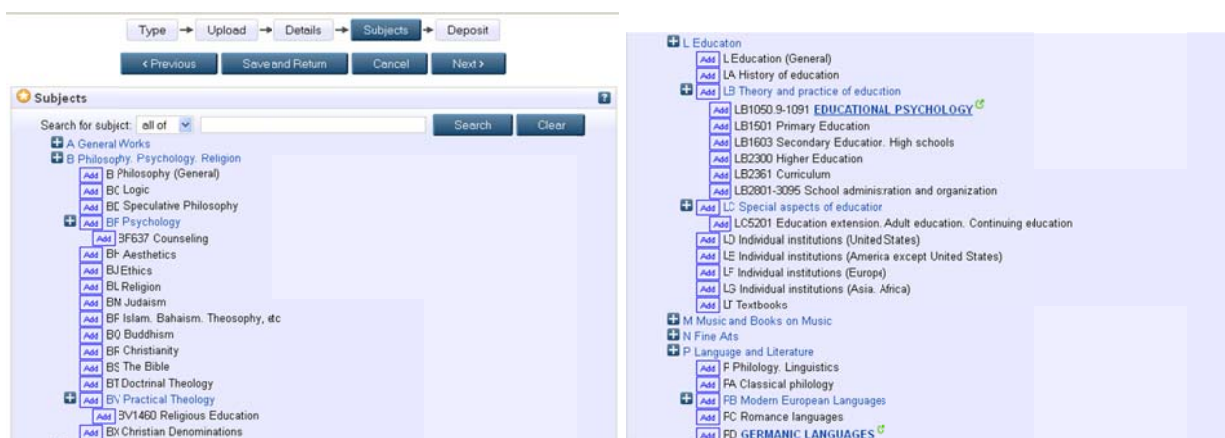 Type → Upload → Details → Subjects → Deposit
< Previous Save and Return Cancel Next >
Subjects ?
Search for subject: all of Search Clear
A General Works
B Philosophy. Psychology. Religion
Add B Philosophy (General)
Add BC Logic
Add BD Speculative Philosophy
Add BF Psychology
Add BF637 Counseling
Add BH Aesthetics
Add BJ Ethics
Add BL Religion
Add BM Judaism
Add BP Islam. Bahaism. Theosophy, etc
Add BQ Buddhism
Add BR Christianity
Add BS The Bible
Add BT Doctrinal Theology
Add BV Practical Theology
Add BV1460 Religious Education
Add BX Christian Denominations
L Educaton
Add L Education (General)
Add LA History of education
Add LB Theory and practice of education
Add LB1050.9-1091 EDUCATIONAL PSYCHOLOGY
Add LB1501 Primary Education
Add LB1603 Secondary Education. High schools
Add LB2300 Higher Education
Add LB2361 Curriculum
Add LB2801-3095 School administration and organization
Add LC Special aspects of education
Add LC5201 Education extension. Adult education. Continuing education
Add LD Individual institutions (United States)
Add LE Individual institutions (America except United States)
Add LF Individual institutions (Europe)
Add LG Individual institutions (Asia. Africa)
Add LT Textbooks
M Music and Books on Music
N Fine Arts
P Language and Literature
Add P Philology. Linguistics
Add PA Classical philology
Add PB Modern European Languages
Add PC Romance languages
Add PD GERMANIC LANGUAGES